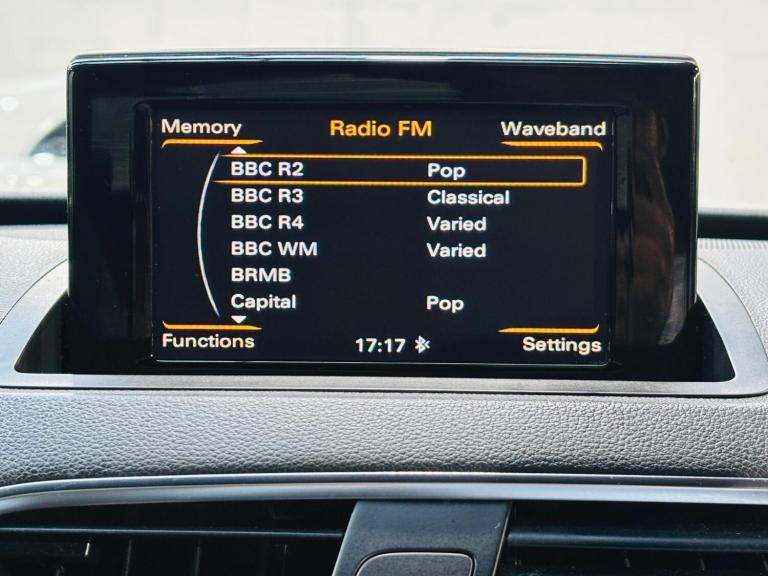 Memory Radio FM Waveband
BBC R2 Pop
BBC R3 Classical
BBC R4 Varied
BBC WM Varied
BRMB
Capital Pop
Functions 17:17 Settings